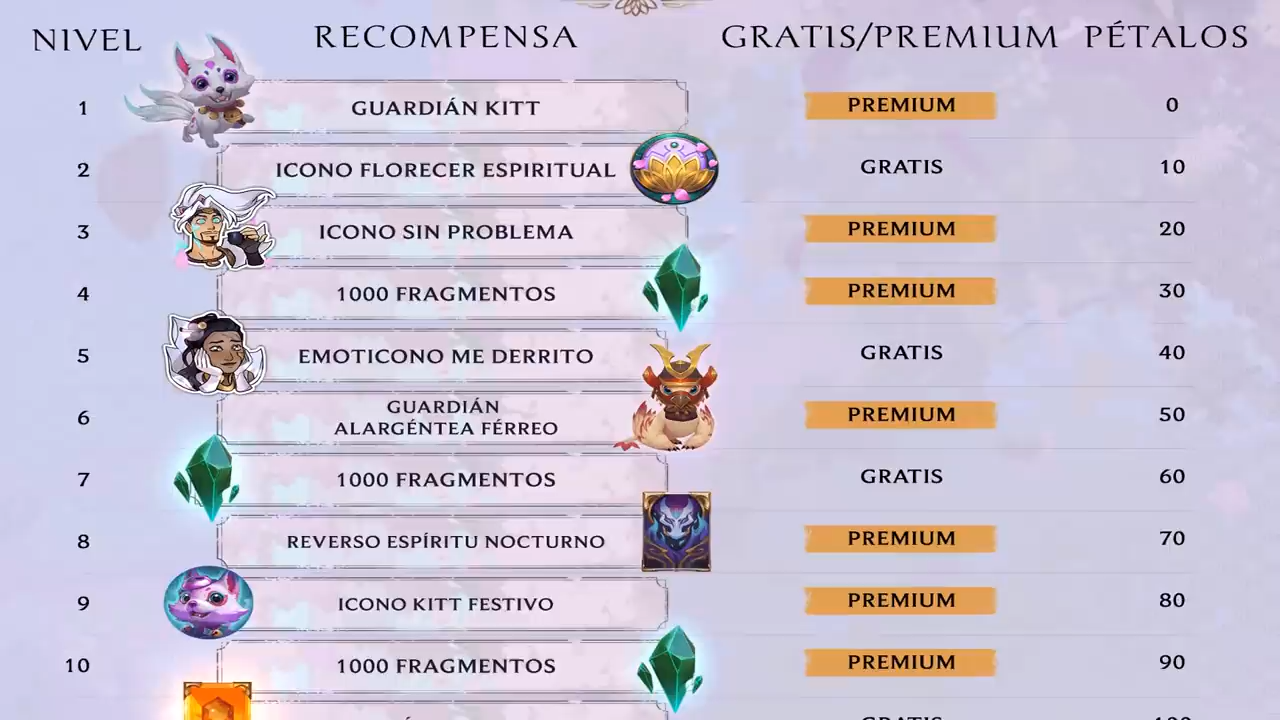 NIVEL RECOMPENSA GRATIS/PREMIUM PÉTALOS
1 GUARDIÁN KITT PREMIUM 0
2 ICONO FLORECER ESPIRITUAL GRATIS 10
3 ICONO SIN PROBLEMA PREMIUM 20
4 1000 FRAGMENTOS PREMIUM 30
5 EMOTICONO ME DERRITO GRATIS 40
6 GUARDIÁN
ALARGÉNTEA FÉRREO PREMIUM 50
7 1000 FRAGMENTOS GRATIS 60
8 REVERSO ESPÍRITU NOCTURNO PREMIUM 70
9 ICONO KITT FESTIVO PREMIUM 80
10 1000 FRAGMENTOS PREMIUM 90